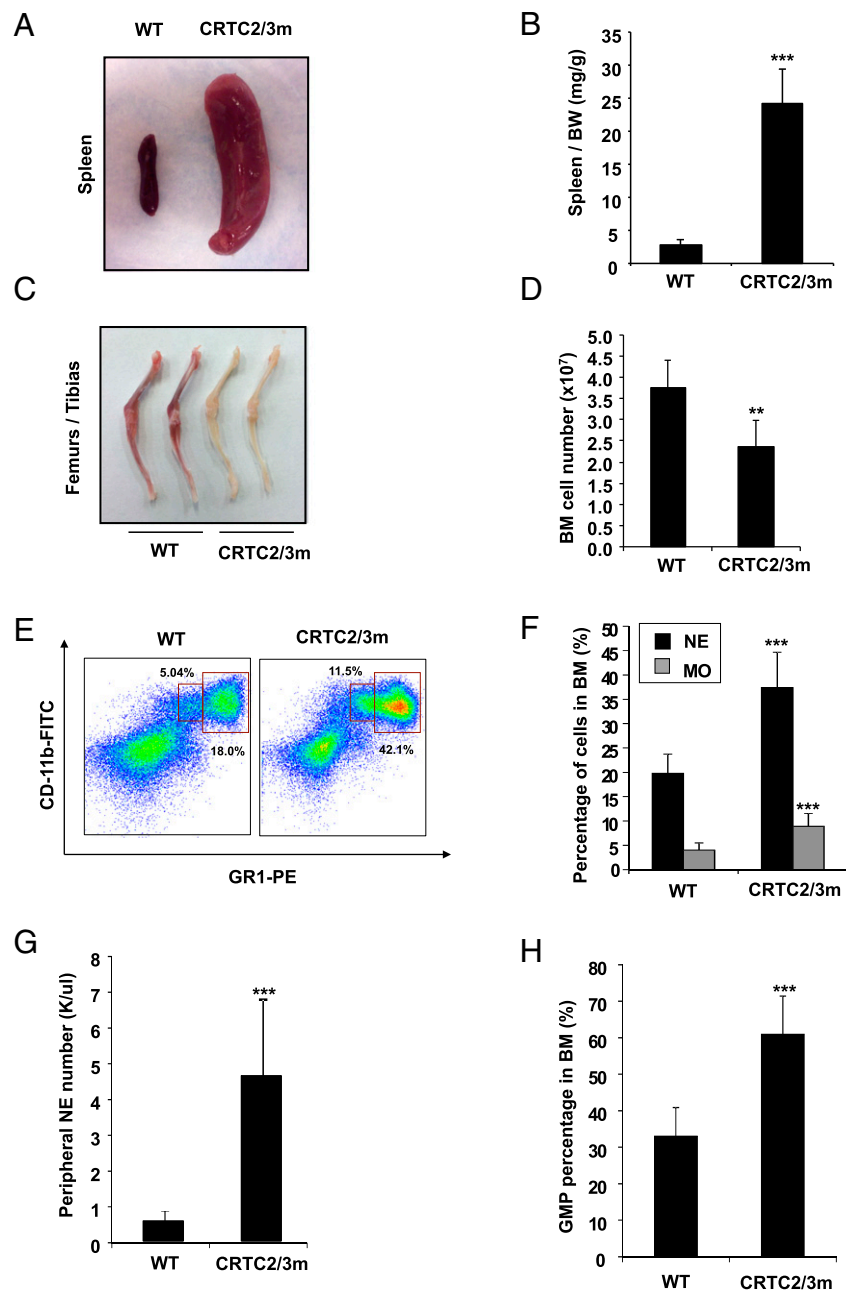 A
WT CRTC2/3m
Spleen
B
Spleen / BW (mg/g)
35
30
25
20
15
10
5
0
***
WT CRTC2/3m
C
Femurs / Tibias
WT CRTC2/3m
D
BM cell number (x10⁷)
5.0
4.5
4.0
3.5
3.0
2.5
2.0
1.5
1.0
0.5
0.0
**
WT CRTC2/3m
E
WT CRTC2/3m
CD-11b-FITC
5.04%
18.0%
11.5%
42.1%
GR1-PE
F
Percentage of cells in BM (%)
50
45
40
35
30
25
20
15
10
5
0
NE
MO
***
***
WT CRTC2/3m
G
Peripheral NE number (K/ul)
8
7
6
5
4
3
2
1
0
***
WT CRTC2/3m
H
GMP percentage in BM (%)
80
70
60
50
40
30
20
10
0
***
WT CRTC2/3m